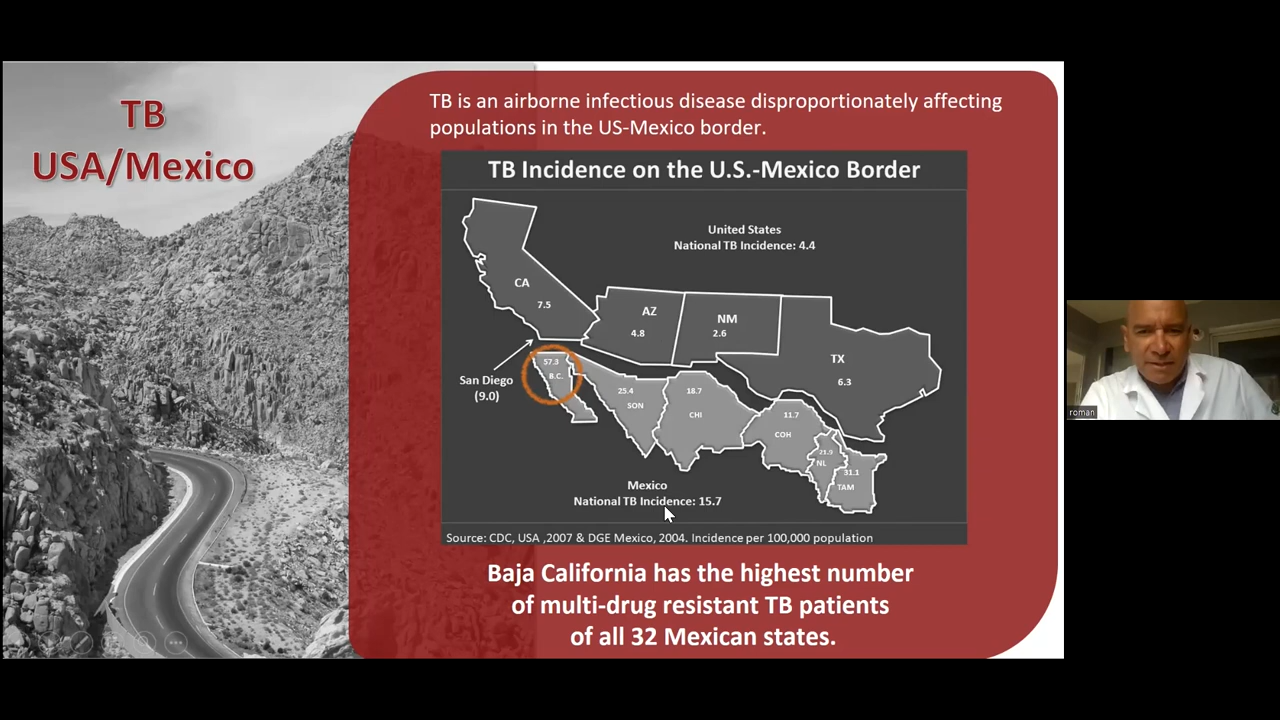 TB
USA/Mexico
TB is an airborne infectious disease disproportionately affecting
populations in the US-Mexico border.
TB Incidence on the U.S.-Mexico Border
United States
National TB Incidence: 4.4
CA
7.5
AZ
4.8
NM
2.6
TX
6.3
San Diego
(9.0)
57.3
B.C.
25.4
SON
18.7
CHI
11.7
COH
21.9
NL
31.1
TAM
Mexico
National TB Incidence: 15.7
Source: CDC, USA ,2007 & DGE Mexico, 2004. Incidence per 100,000 population
Baja California has the highest number
of multi-drug resistant TB patients
of all 32 Mexican states.
roman